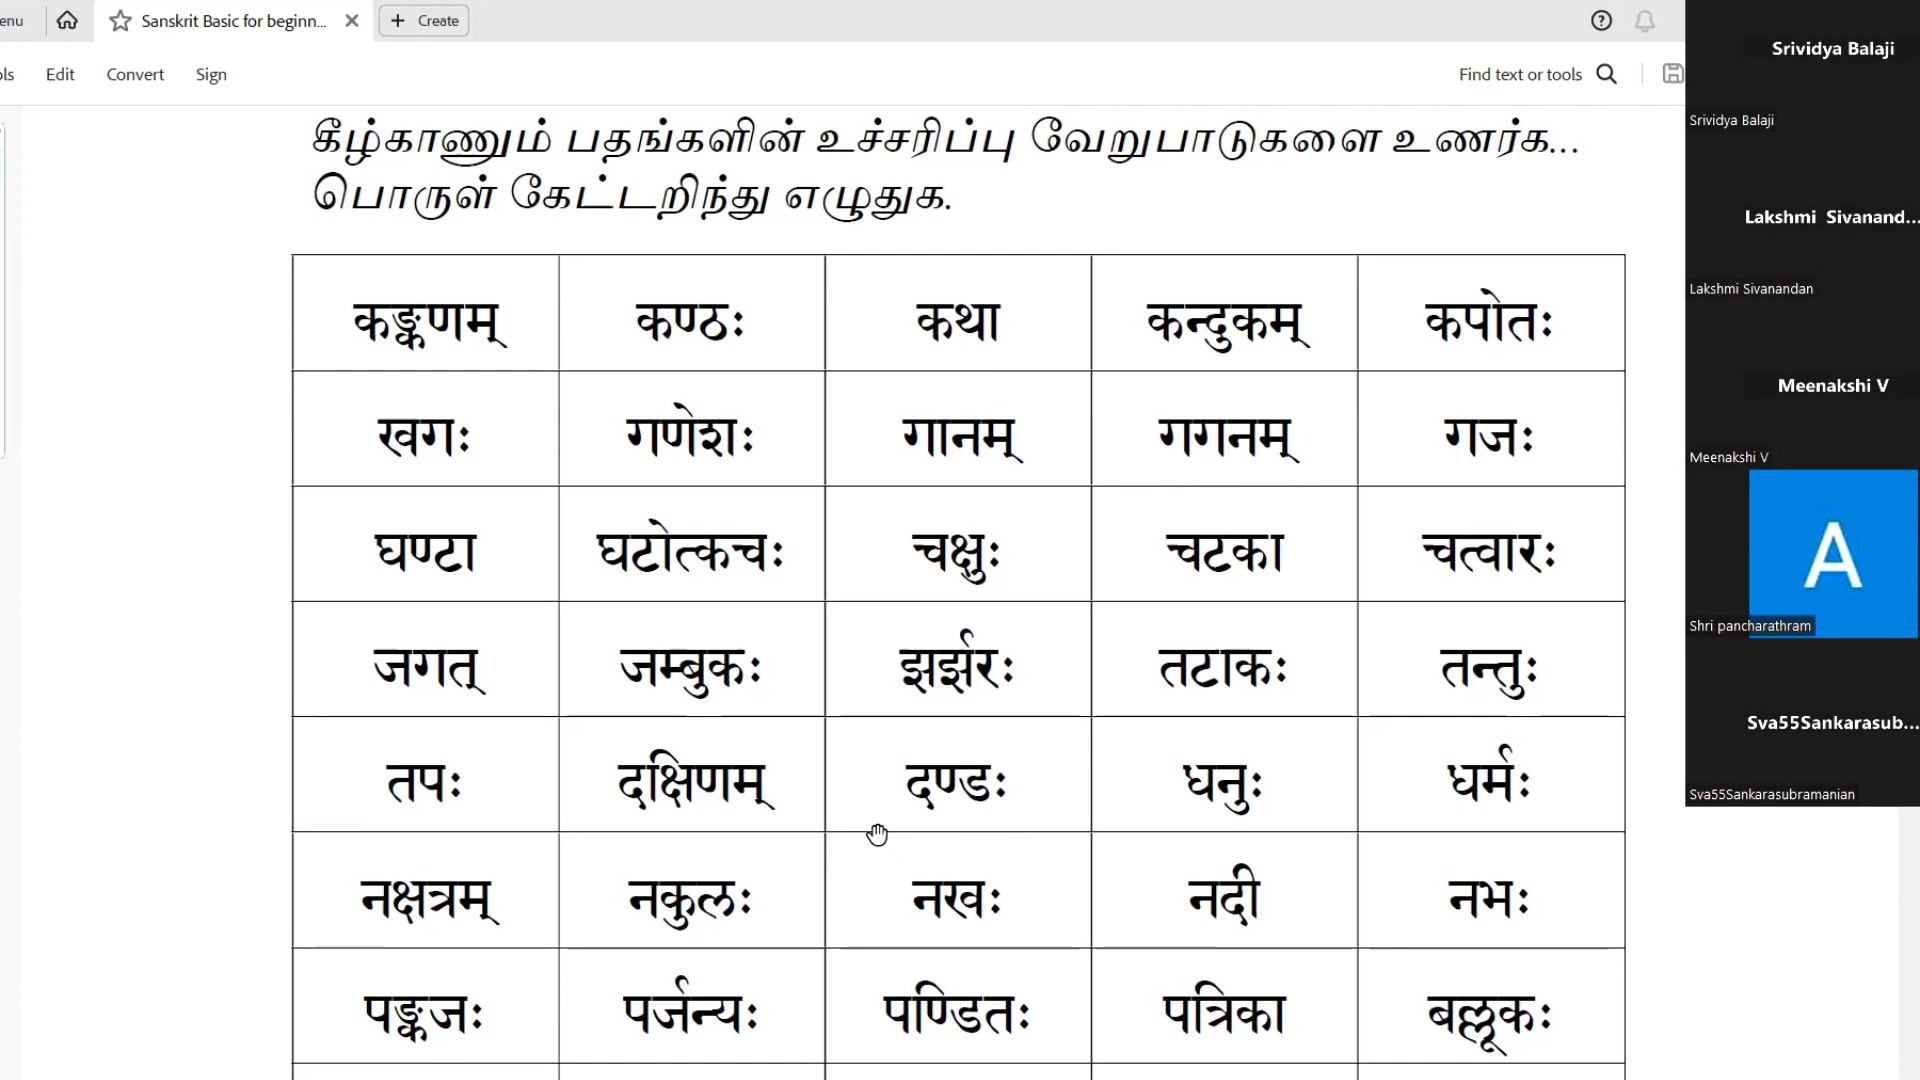 enu
Sanskrit Basic for beginn...
Create
ols Edit Convert Sign
Find text or tools
கீழ்காணும் பதங்களின் உச்சரிப்பு வேறுபாடுகளை உணர்க...
பொருள் கேட்டறிந்து எழுதுக.
कङ्कणम् कण्ठः कथा कन्दुकम् कपोतः
खगः गणेशः गानम् गगनम् गजः
घण्टा घटोत्कचः चक्षुः चटका चत्वारः
जगत् जम्बुकः झर्झरः तटाकः तन्तुः
तपः दक्षिणम् दण्डः धनुः धर्मः
नक्षत्रम् नकुलः नखः नदी नभः
पङ्कजः पर्जन्यः पण्डितः पत्रिका बल्लूकः
Srividya Balaji
Srividya Balaji
Lakshmi Sivanand...
Lakshmi Sivanandan
Meenakshi V
Meenakshi V
A
Shri pancharathram
Sva55Sankarasub...
Sva55Sankarasubramanian